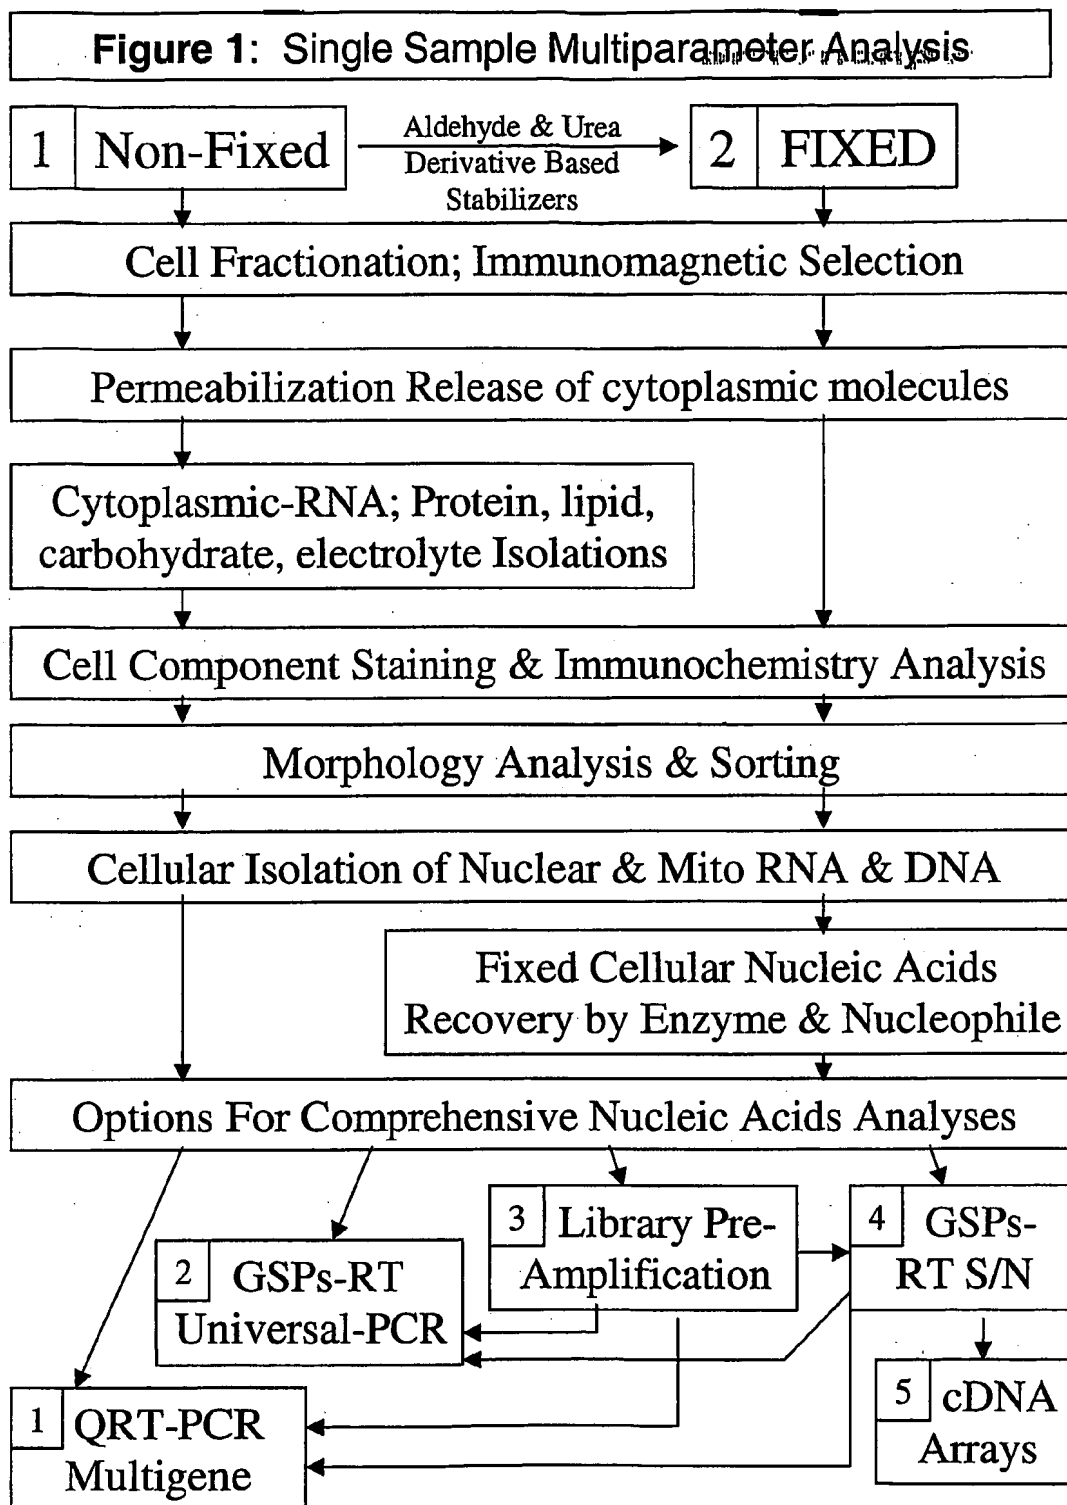 Figure 1: Single Sample Multiparameter Analysis
1 Non-Fixed
Aldehyde & Urea
Derivative Based
Stabilizers
2 FIXED
Cell Fractionation; Immunomagnetic Selection
Permeabilization Release of cytoplasmic molecules
Cytoplasmic-RNA; Protein, lipid,
carbohydrate, electrolyte Isolations
Cell Component Staining & Immunochemistry Analysis
Morphology Analysis & Sorting
Cellular Isolation of Nuclear & Mito RNA & DNA
Fixed Cellular Nucleic Acids
Recovery by Enzyme & Nucleophile
Options For Comprehensive Nucleic Acids Analyses
3 Library Pre-
Amplification
4 GSPs-
RT S/N
2 GSPs-RT
Universal-PCR
5 cDNA
Arrays
1 QRT-PCR
Multigene